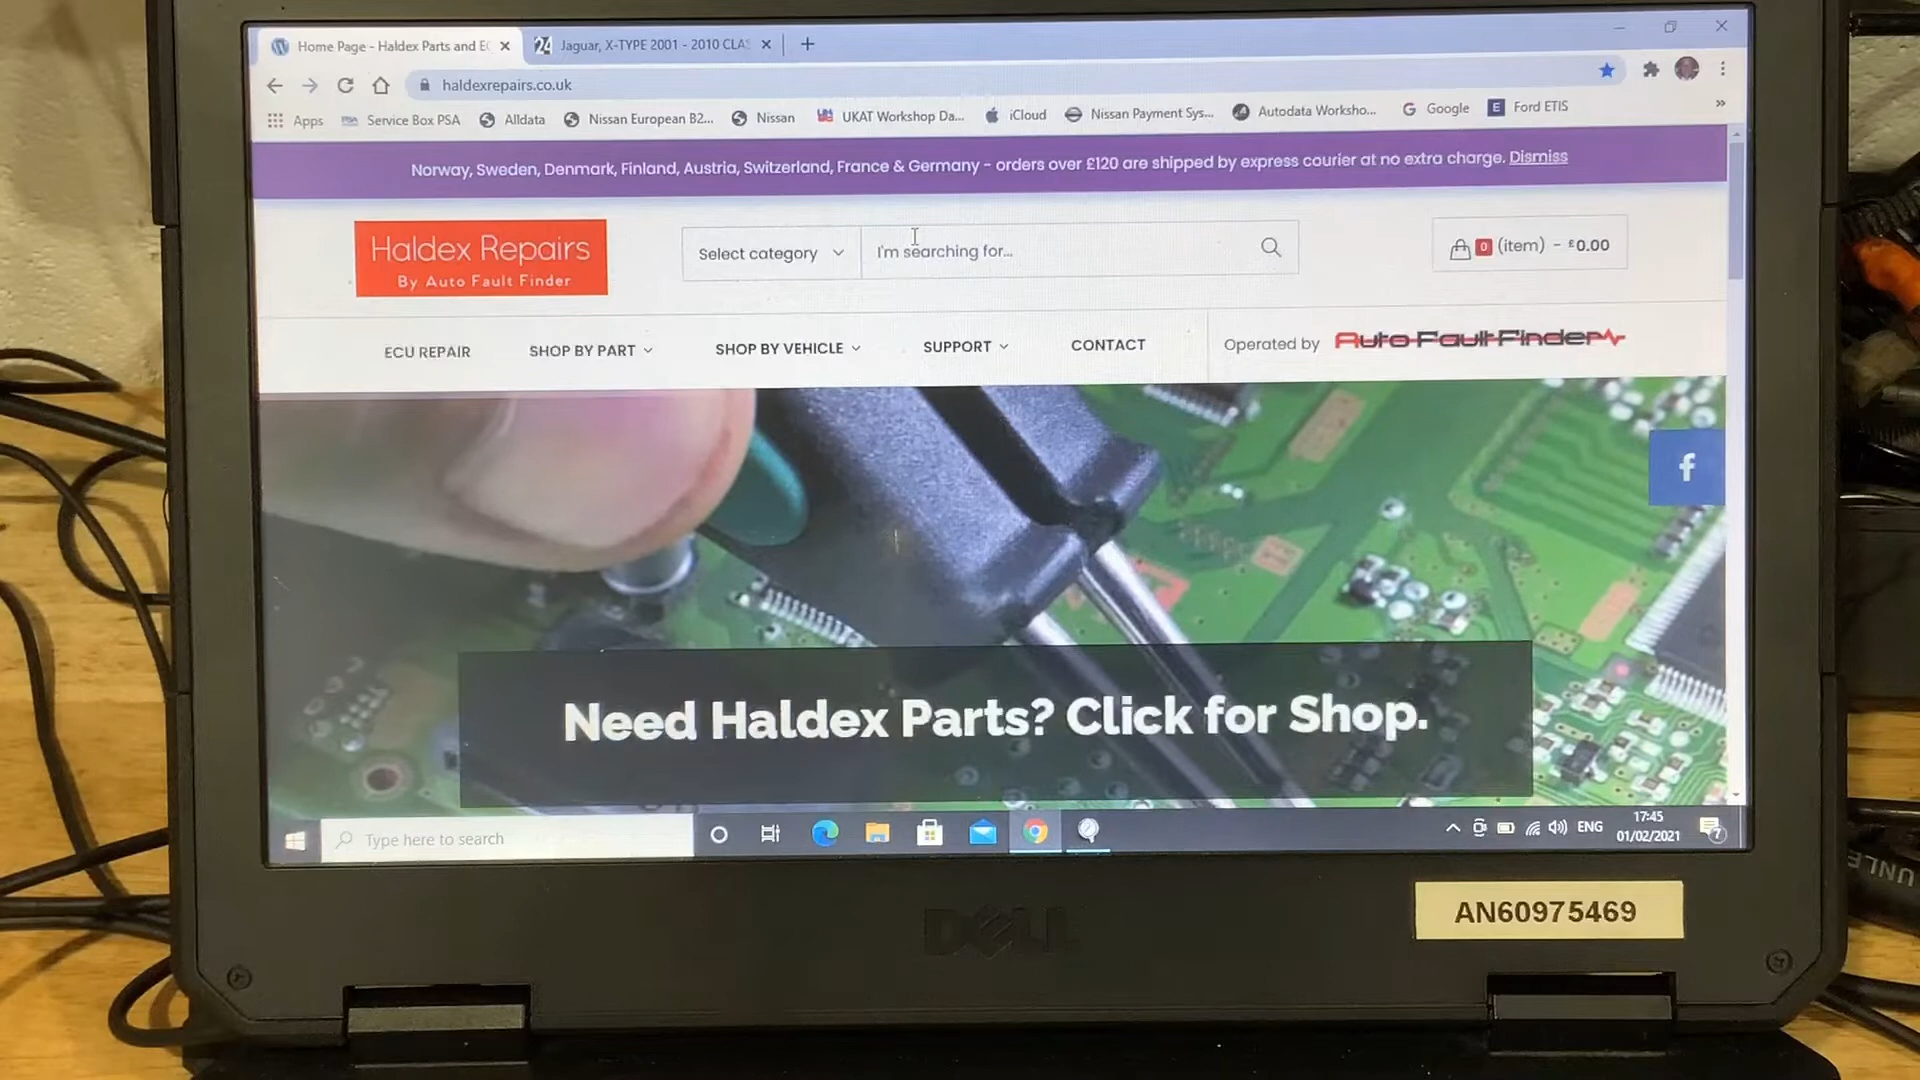 Home Page - Haldex Parts and EC
Jaguar, X-TYPE 2001 - 2010 CLAS
haldexrepairs.co.uk
Apps
Service Box PSA
Alldata
Nissan European B2...
Nissan
UKAT Workshop Da...
iCloud
Nissan Payment Sys...
Autodata Worksho...
Google
Ford ETIS
Norway, Sweden, Denmark, Finland, Austria, Switzerland, France & Germany - orders over £120 are shipped by express courier at no extra charge. Dismiss
Haldex Repairs
By Auto Fault Finder
Select category
I'm searching for...
0 (item) - £0.00
ECU REPAIR
SHOP BY PART
SHOP BY VEHICLE
SUPPORT
CONTACT
Operated by
Auto Fault Finder
f
Need Haldex Parts? Click for Shop.
Type here to search
ENG
17:45
01/02/2021
7
DELL
AN60975469